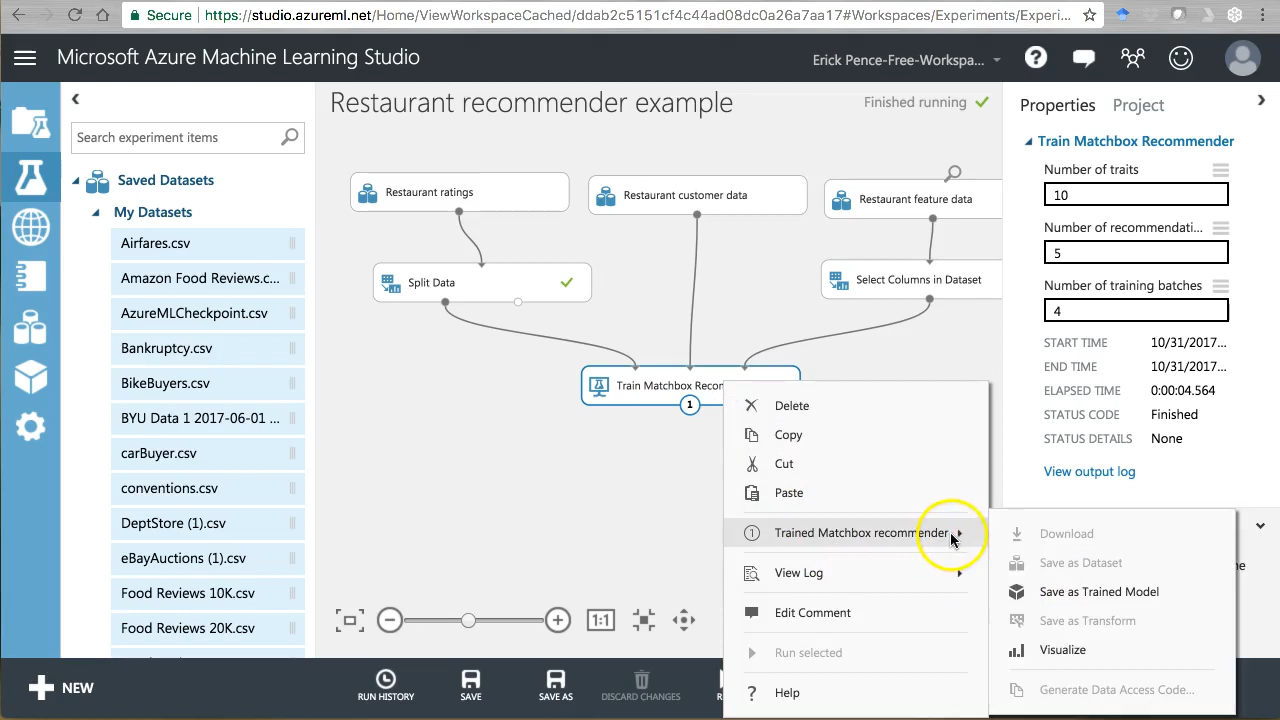 Secure
https://studio.azureml.net/Home/ViewWorkspaceCached/ddab2c5151cf4c44ad08dc0a26a7aa17#Workspaces/Experiments/Experi...
Microsoft Azure Machine Learning Studio
Erick Pence-Free-Workspa...
?
Search experiment items
Saved Datasets
My Datasets
Airfares.csv
Amazon Food Reviews.c...
AzureMLCheckpoint.csv
Bankruptcy.csv
BikeBuyers.csv
BYU Data 1 2017-06-01 ...
carBuyer.csv
conventions.csv
DeptStore (1).csv
eBayAuctions (1).csv
Food Reviews 10K.csv
Food Reviews 20K.csv
Restaurant recommender example
Finished running
Restaurant ratings
Restaurant customer data
Restaurant feature data
Split Data
Select Columns in Dataset
Train Matchbox Recom
1
Delete
Copy
Cut
Paste
1
Trained Matchbox recommender
View Log
Edit Comment
Run selected
? Help
Download
Save as Dataset
Save as Trained Model
Save as Transform
Visualize
Generate Data Access Code...
Properties
Project
Train Matchbox Recommender
Number of traits
10
Number of recommendati...
5
Number of training batches
4
START TIME 10/31/2017...
END TIME 10/31/2017...
ELAPSED TIME 0:00:04.564
STATUS CODE Finished
STATUS DETAILS None
View output log
1:1
NEW
RUN HISTORY
SAVE
SAVE AS
DISCARD CHANGES